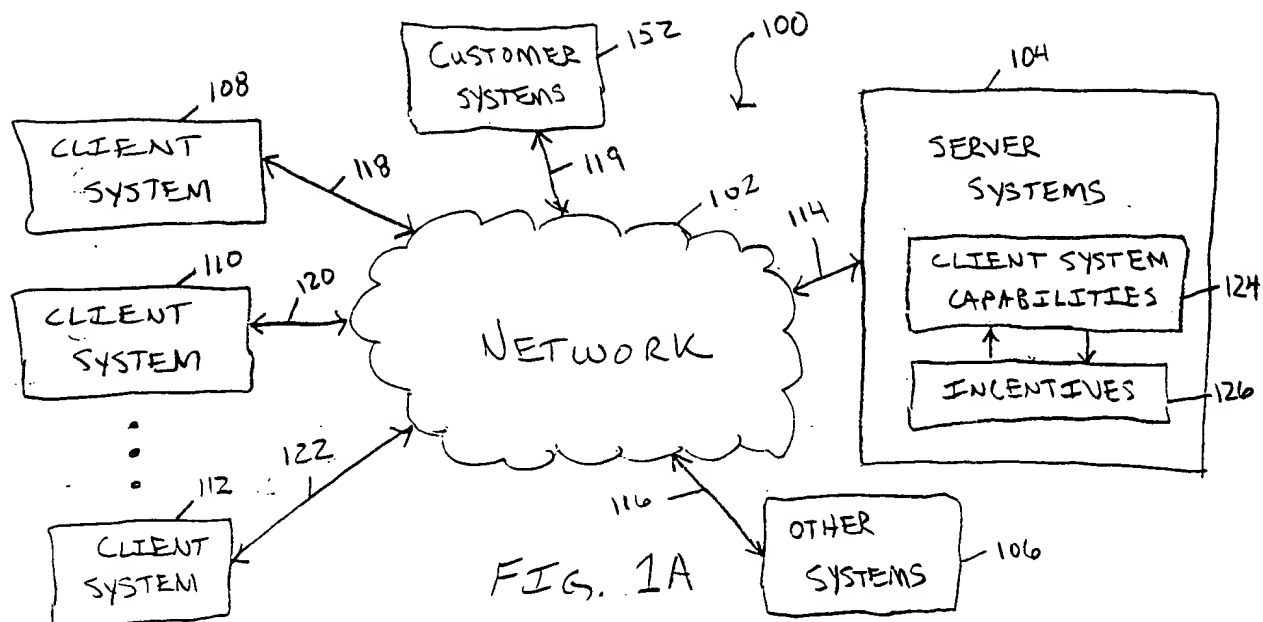 CUSTOMER
SYSTEMS
152
100
108
CLIENT
SYSTEM
118
119
102
104
SERVER
SYSTEMS
114
CLIENT SYSTEM
CAPABILITIES
124
INCENTIVES
126
110
CLIENT
SYSTEM
120
NETWORK
122
112
CLIENT
SYSTEM
116
OTHER
SYSTEMS
106
FIG. 1A